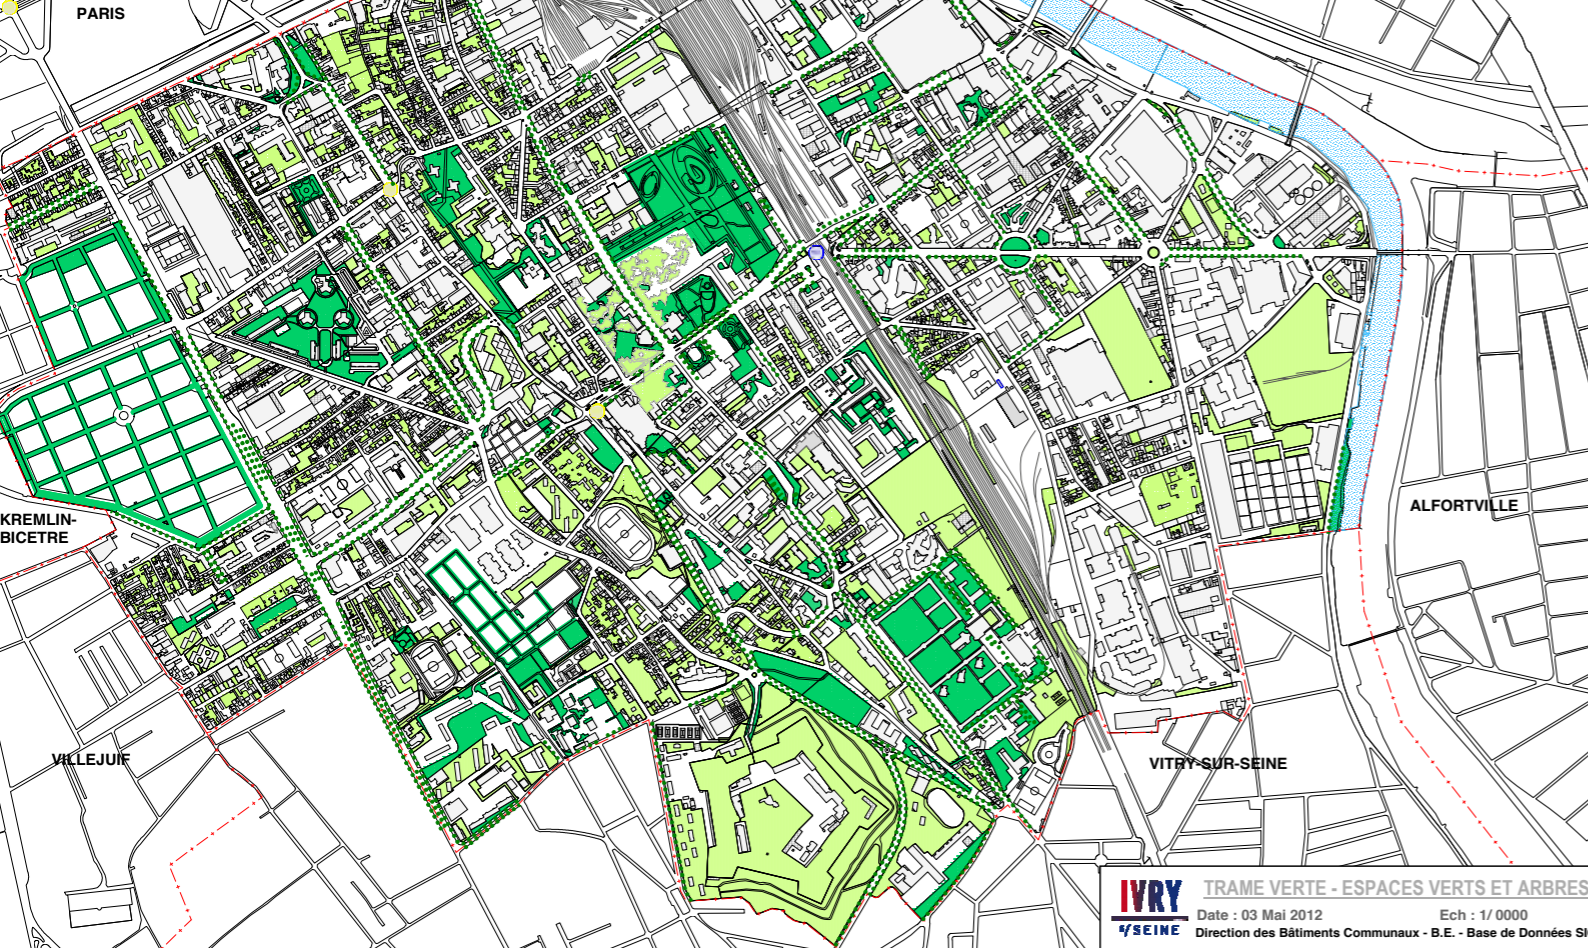 PARIS
KREMLIN-
BICETRE
ALFORTVILLE
VILLEJUIF
VITRY-SUR-SEINE
IVRY
S/SEINE
TRAME VERTE - ESPACES VERTS ET ARBRES
Date : 03 Mai 2012
Ech : 1/ 0000
Direction des Bâtiments Communaux - B.E. - Base de Données